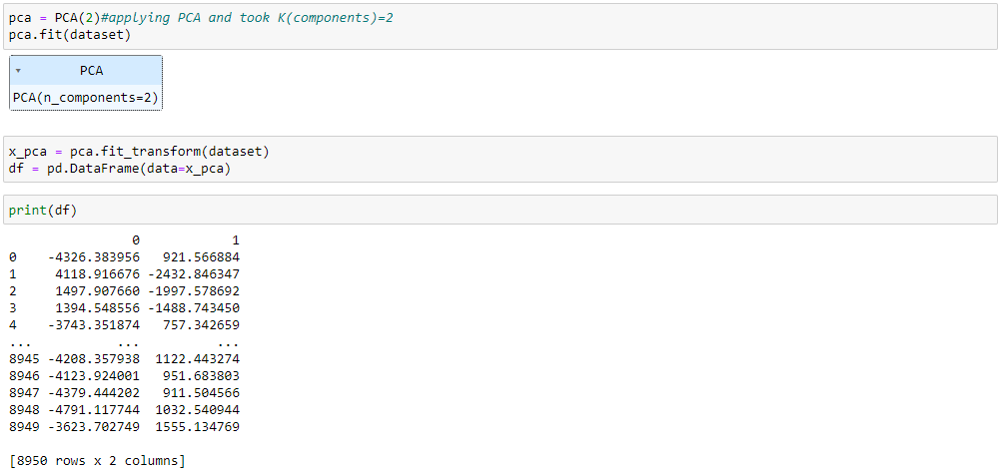 pca = PCA(2)#applying PCA and took K(components)=2
pca.fit(dataset)
▾ PCA
PCA(n_components=2)
x_pca = pca.fit_transform(dataset)
df = pd.DataFrame(data=x_pca)
print(df)
0 1
0 -4326.383956 921.566884
1 4118.916676 -2432.846347
2 1497.907660 -1997.578692
3 1394.548556 -1488.743450
4 -3743.351874 757.342659
... ... ...
8945 -4208.357938 1122.443274
8946 -4123.924001 951.683803
8947 -4379.444202 911.504566
8948 -4791.117744 1032.540944
8949 -3623.702749 1555.134769
[8950 rows x 2 columns]